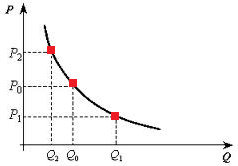 P
P₂
P₀
P₁
Q₂ Q₀ Q₁ Q